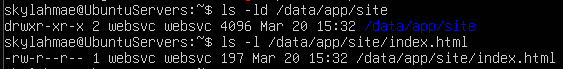 skylahmae@UbuntuServers:~$ ls -ld /data/app/site
drwxr-xr-x 2 websvc websvc 4096 Mar 20 15:32 /data/app/site
skylahmae@UbuntuServers:~$ ls -l /data/app/site/index.html
-rw-r--r-- 1 websvc websvc 197 Mar 20 15:32 /data/app/site/index.html